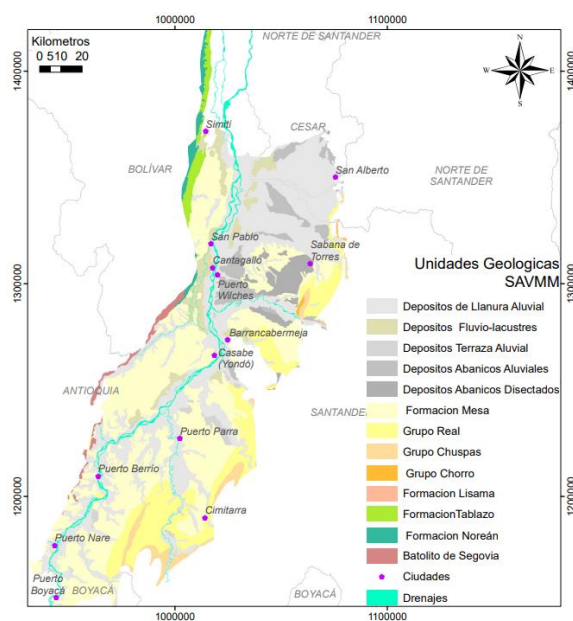 1000000 1100000
Kilometros
0 510 20
NORTE DE SANTANDER
N
W E
S
1400000 1400000
Simití
CESAR
BOLÍVAR
San Alberto
NORTE DE
SANTANDER
San Pablo
Sabana de
Torres
Cantagallo
Puerto
Wilches
1300000 1300000
Barrancabermeja
Casabe
(Yondó)
ANTIOQUIA
SANTANDER
Puerto Parra
Puerto Berrío
1200000 1200000
Cimitarra
Puerto Nare
Puerto
Boyacá
BOYACÁ
BOYACÁ
1000000 1100000
Unidades Geologicas
SAVMM
Depositos de Llanura Aluvial
Depositos Fluvio-lacustres
Depositos Terraza Aluvial
Depositos Abanicos Aluviales
Depositos Abanicos Disectados
Formacion Mesa
Grupo Real
Grupo Chuspas
Grupo Chorro
Formacion Lisama
FormacionTablazo
Formacion Noreán
Batolito de Segovia
Ciudades
Drenajes